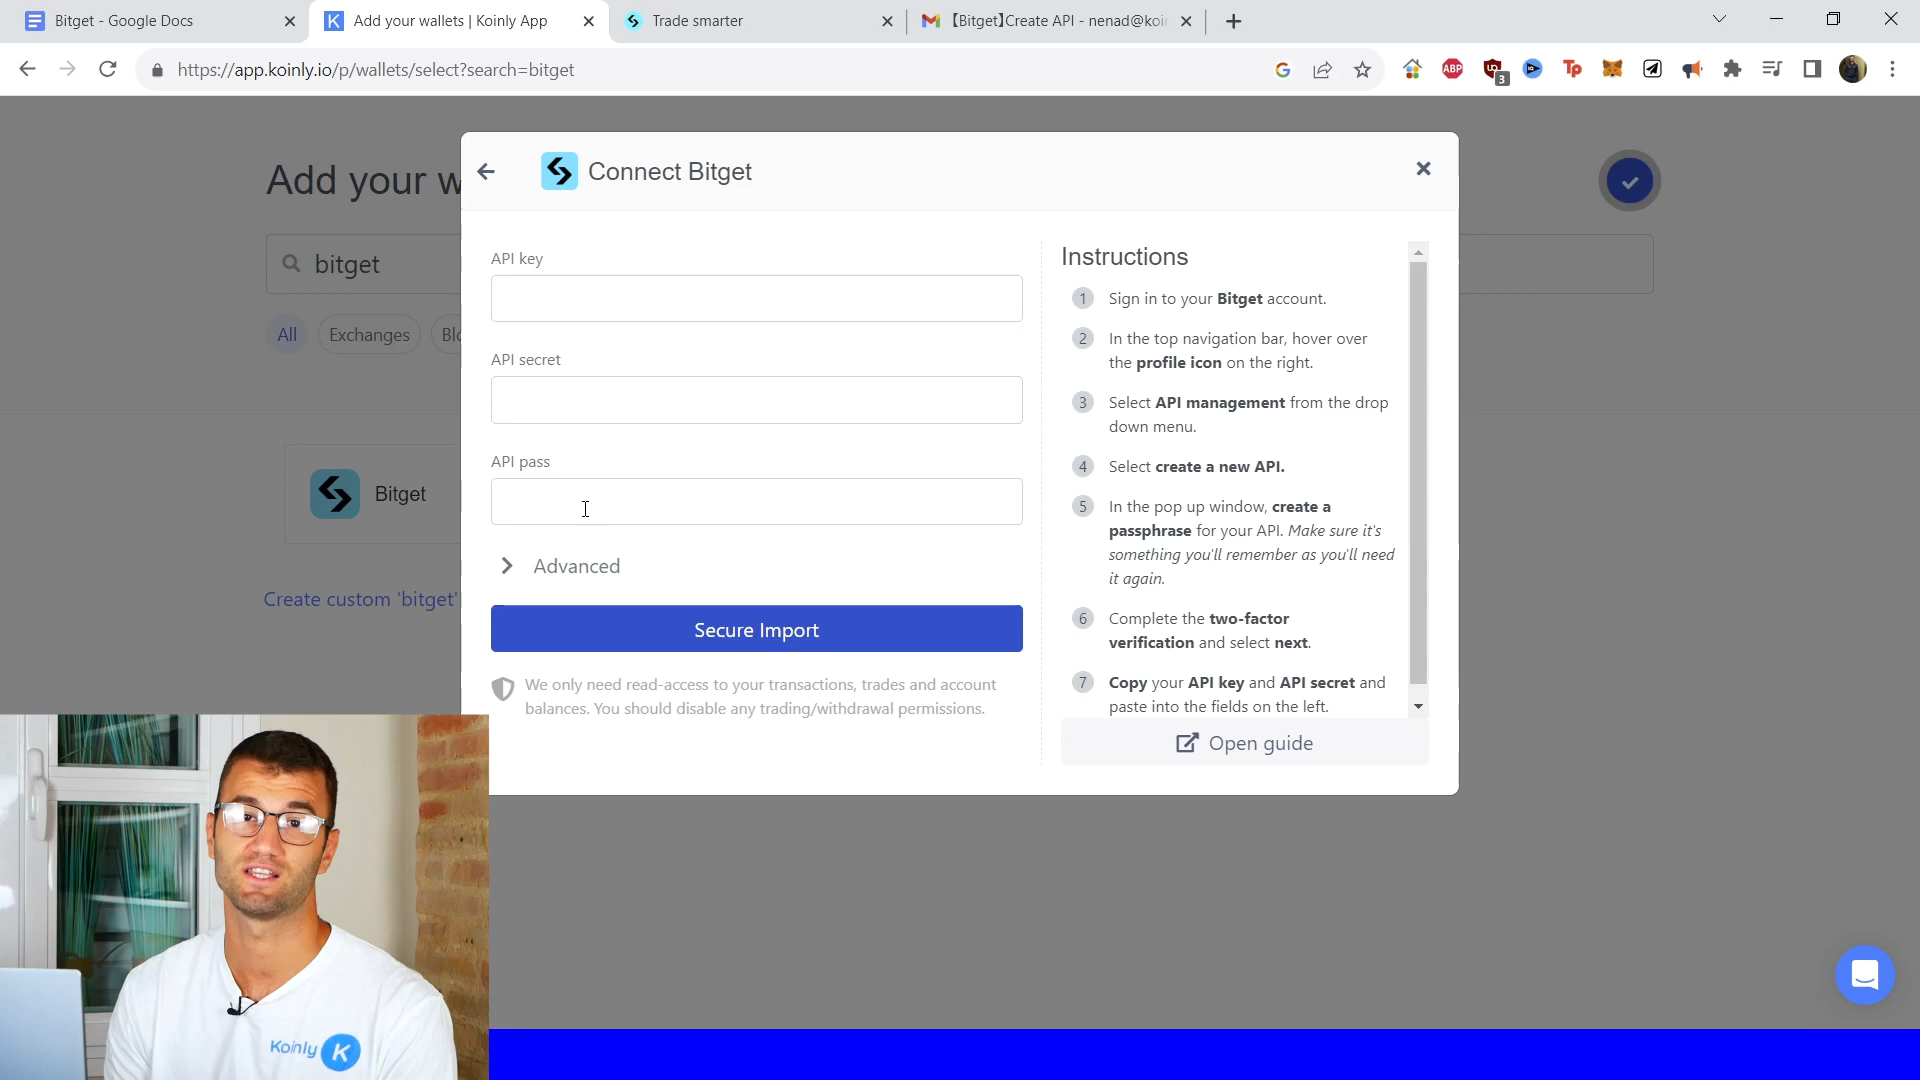 Bitget - Google Docs
Add your wallets | Koinly App
Trade smarter
【Bitget】Create API - nenad@koin
https://app.koinly.io/p/wallets/select?search=bitget
ABP
3
Tp
Add your w
Connect Bitget
bitget
All
Exchanges
Blo
API key
API secret
API pass
Advanced
Secure Import
We only need read-access to your transactions, trades and account
balances. You should disable any trading/withdrawal permissions.
Bitget
Create custom 'bitget'
Instructions
1 Sign in to your Bitget account.
2 In the top navigation bar, hover over
the profile icon on the right.
3 Select API management from the drop
down menu.
4 Select create a new API.
5 In the pop up window, create a
passphrase for your API. Make sure it's
something you'll remember as you'll need
it again.
6 Complete the two-factor
verification and select next.
7 Copy your API key and API secret and
paste into the fields on the left.
Open guide
Koinly K